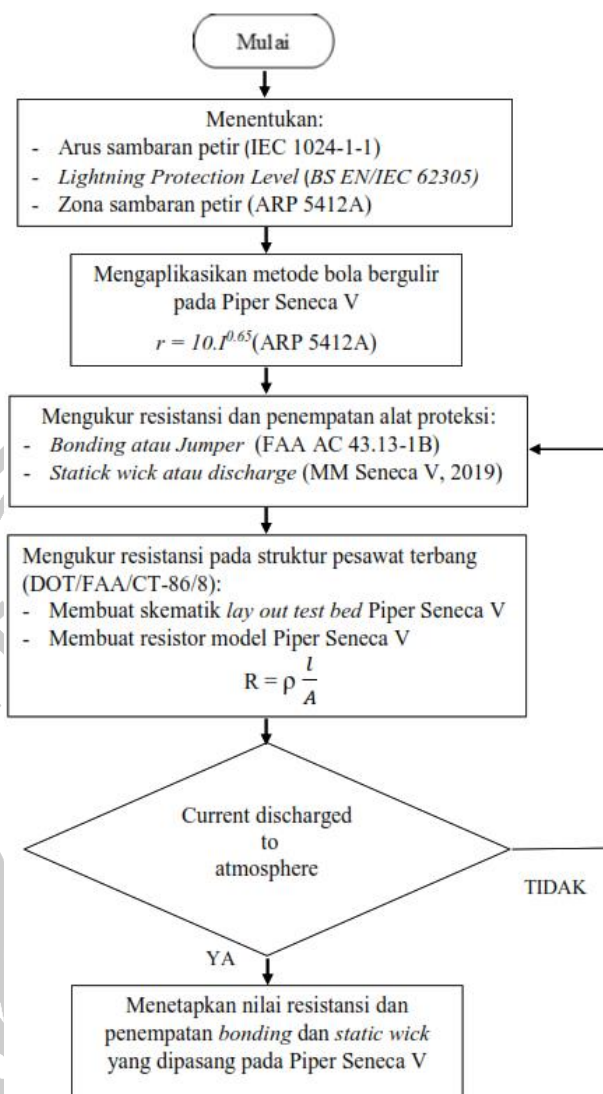 Mulai
Menentukan:
- Arus sambaran petir (IEC 1024-1-1)
- Lightning Protection Level (BS EN/IEC 62305)
- Zona sambaran petir (ARP 5412A)
Mengaplikasikan metode bola bergulir
pada Piper Seneca V
r = 10.I^0.65 (ARP 5412A)
Mengukur resistansi dan penempatan alat proteksi:
- Bonding atau Jumper (FAA AC 43.13-1B)
- Statick wick atau discharge (MM Seneca V, 2019)
Mengukur resistansi pada struktur pesawat terbang
(DOT/FAA/CT-86/8):
- Membuat skematik lay out test bed Piper Seneca V
- Membuat resistor model Piper Seneca V
R = ρ l/A
Current discharged
to
atmosphere
TIDAK
YA
Menetapkan nilai resistansi dan
penempatan bonding dan static wick
yang dipasang pada Piper Seneca V